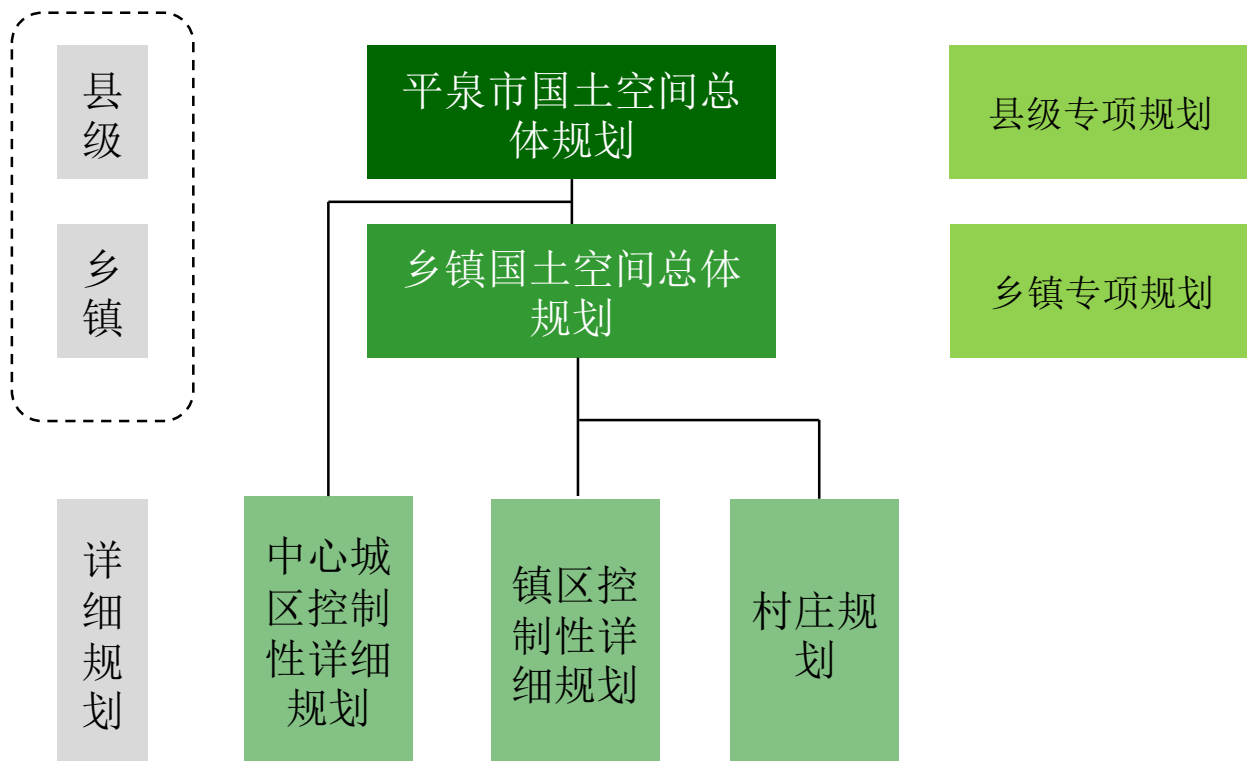 县
级
平泉市国土空间总
体规划
县级专项规划
乡
镇
乡镇国土空间总体
规划
乡镇专项规划
详
细
规
划
中心城
区控制
性详细
规划
镇区控
制性详
细规划
村庄规
划